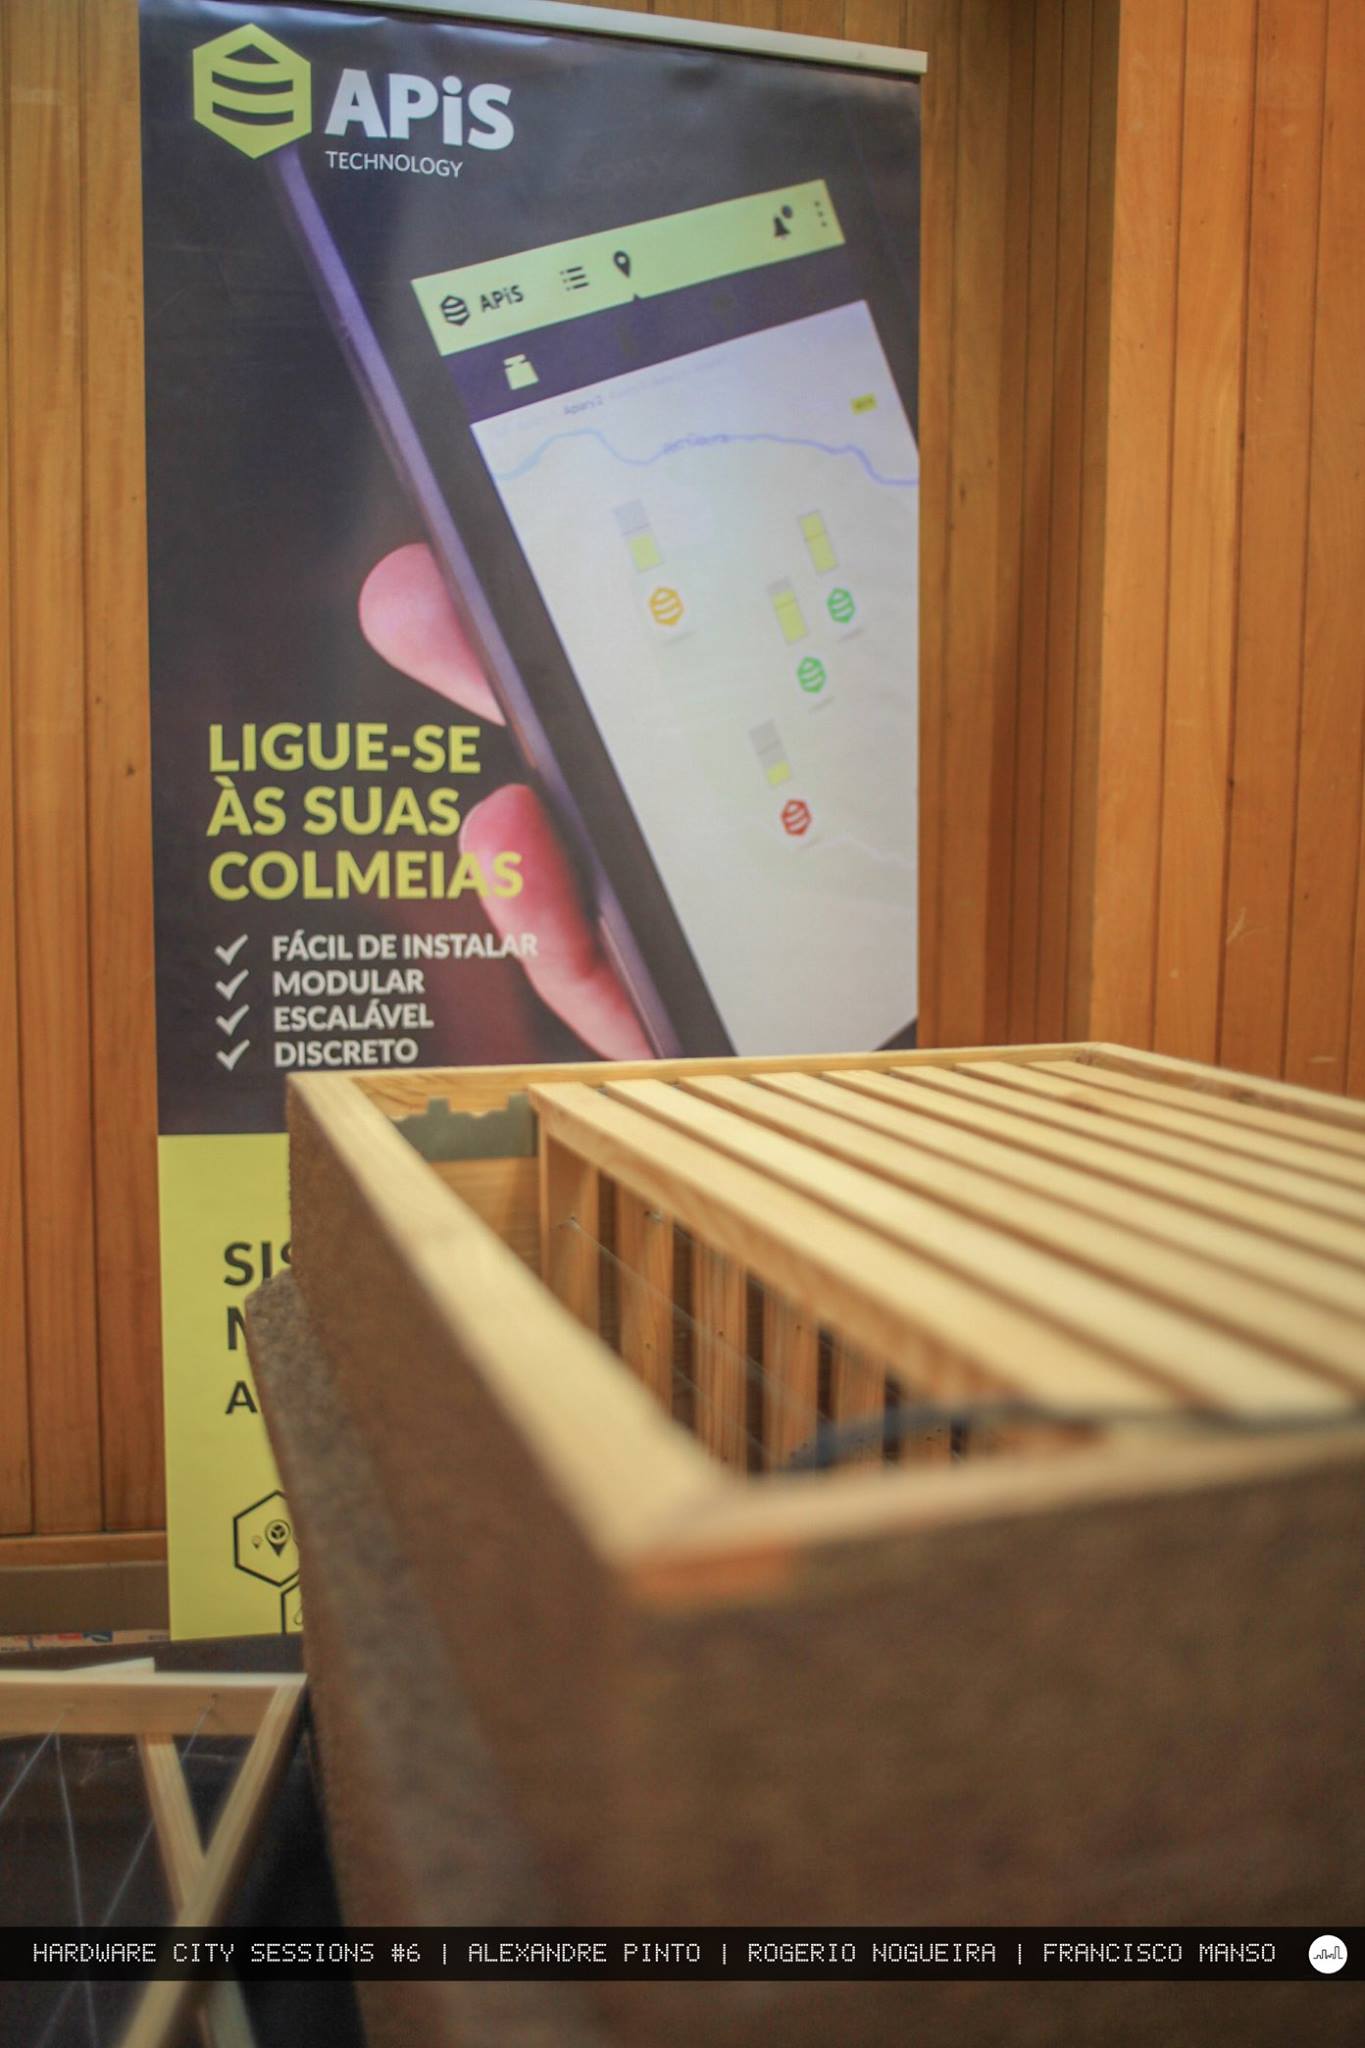 APiS
TECHNOLOGY
APiS
LIGUE-SE
ÀS SUAS
COLMEIAS
FÁCIL DE INSTALAR
MODULAR
ESCALÁVEL
DISCRETO
HARDWARE CITY SESSIONS #6 | ALEXANDRE PINTO | ROGERIO NOGUEIRA | FRANCISCO MANSO